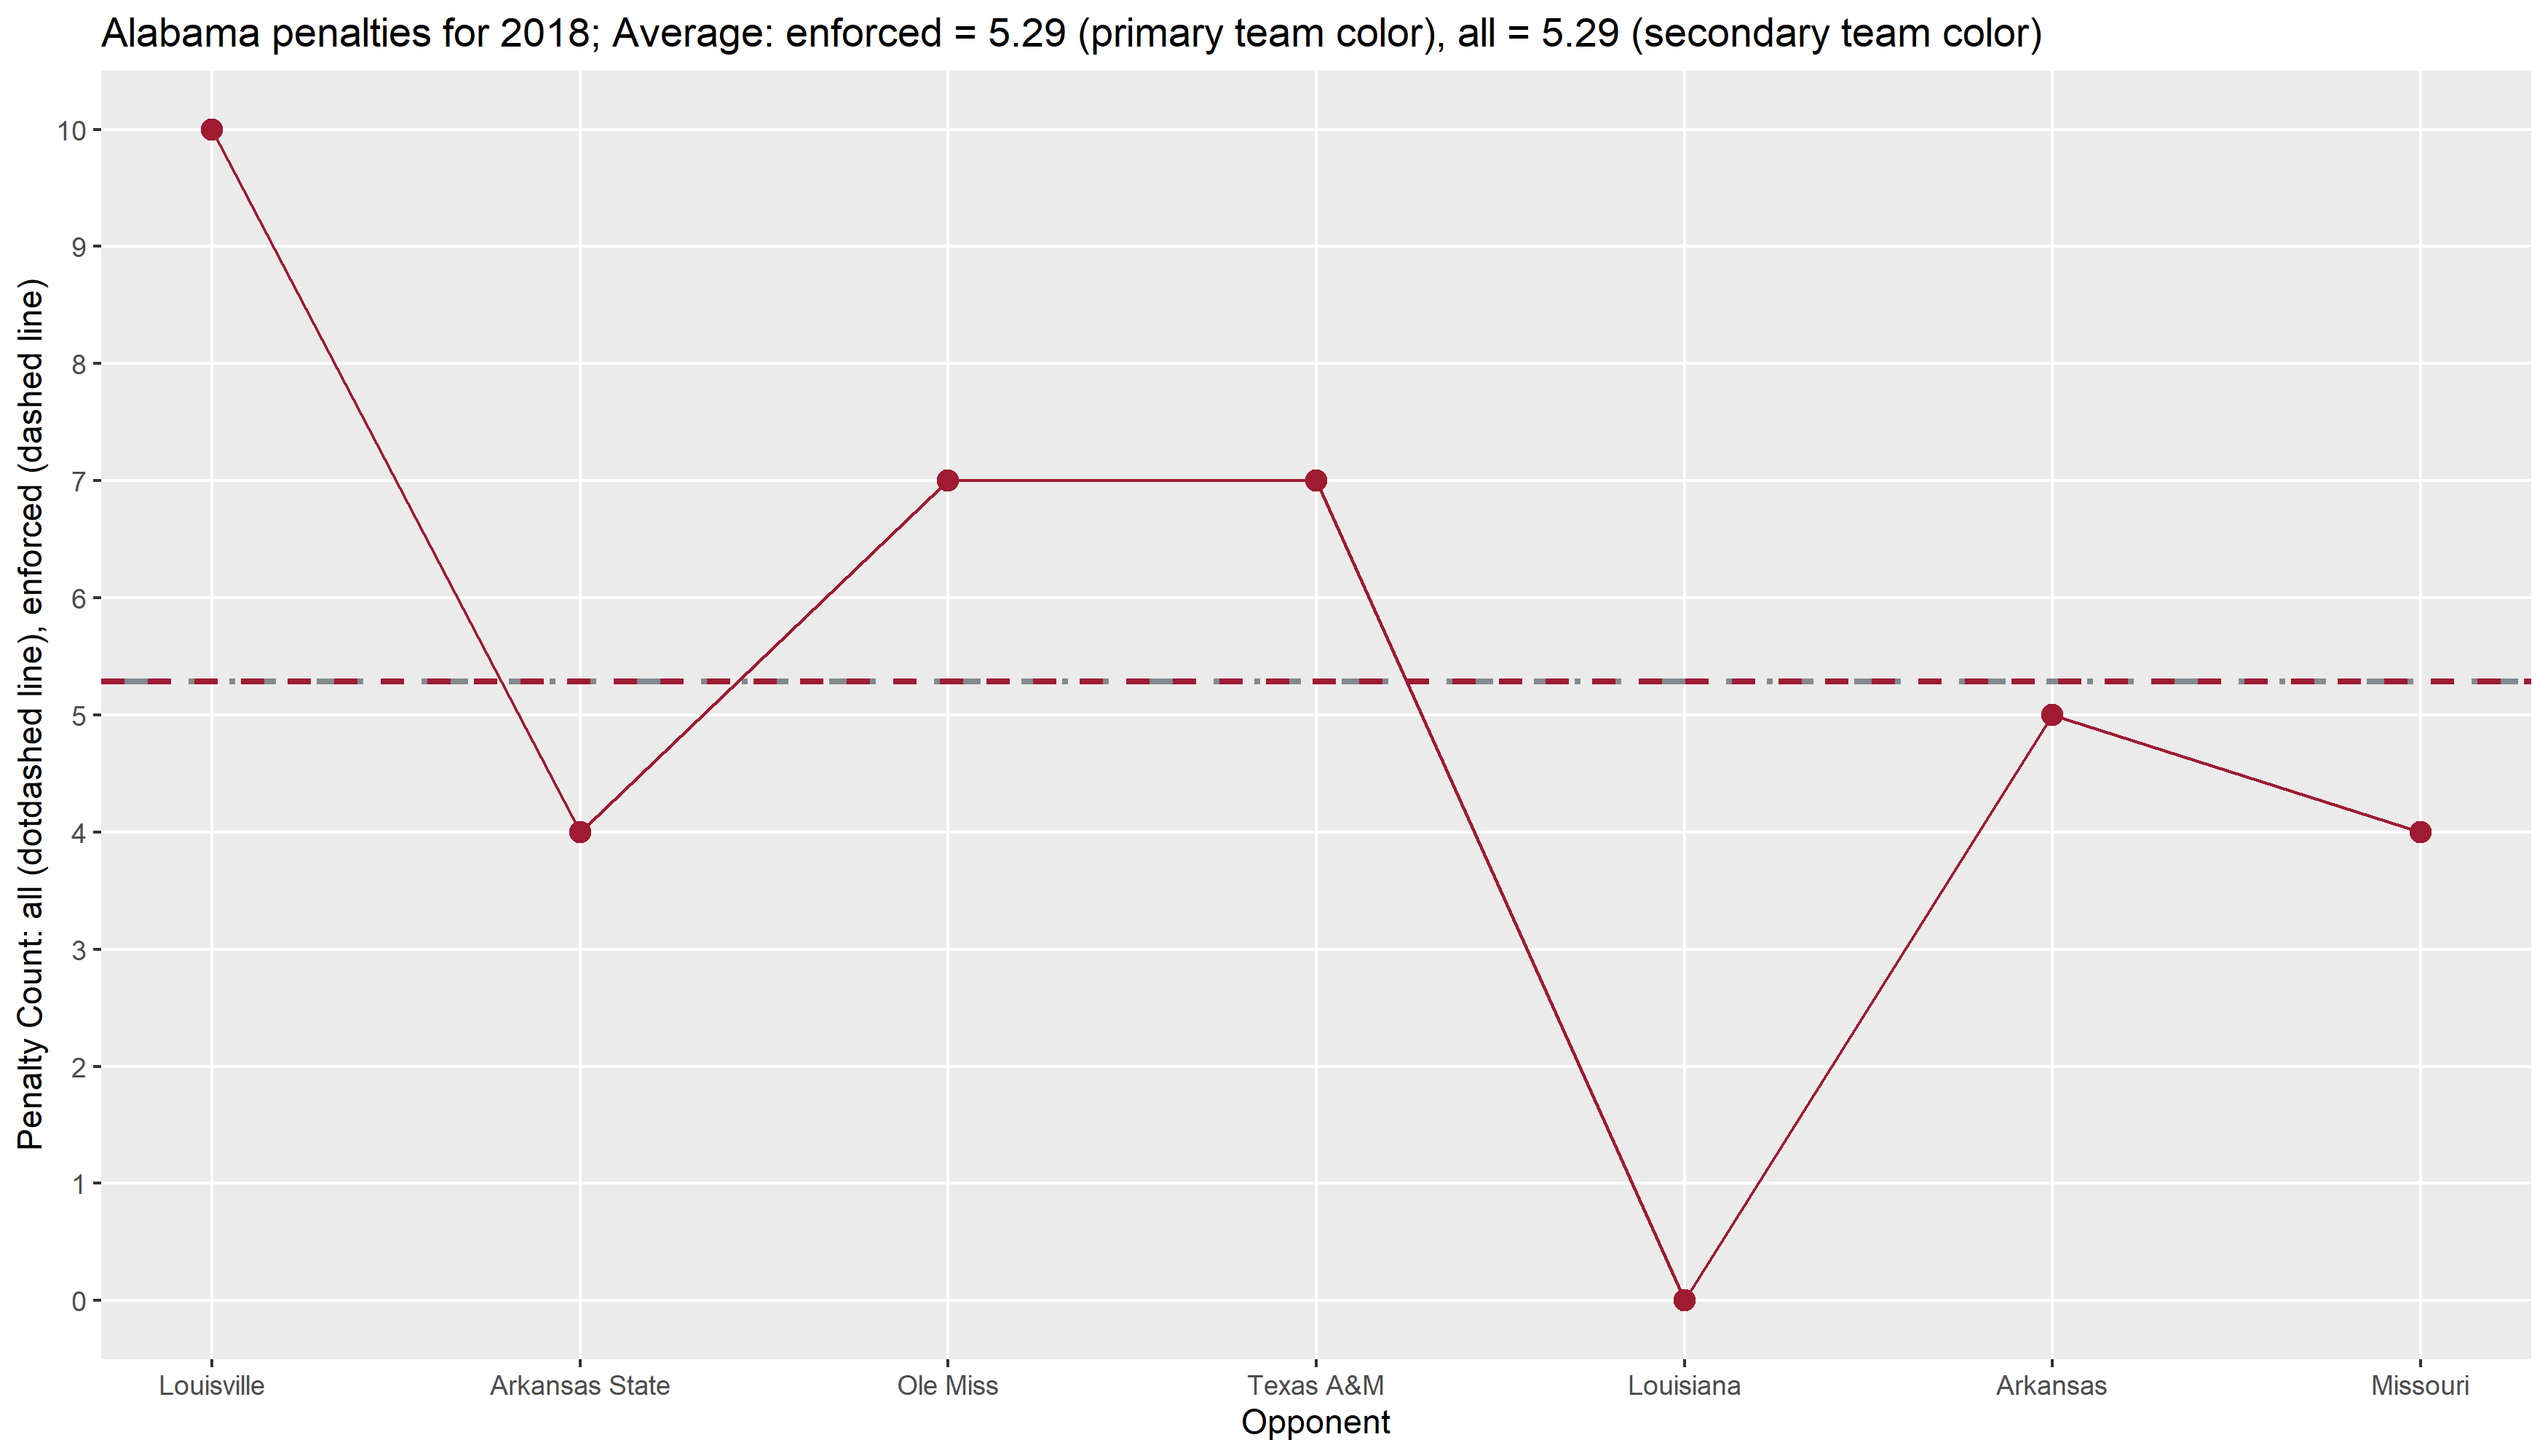 Alabama penalties for 2018; Average: enforced = 5.29 (primary team color), all = 5.29 (secondary team color)
Penalty Count: all (dotdashed line), enforced (dashed line)
10
9
8
7
6
5
4
3
2
1
0
Louisville
Arkansas State
Ole Miss
Texas A&M
Louisiana
Arkansas
Missouri
Opponent